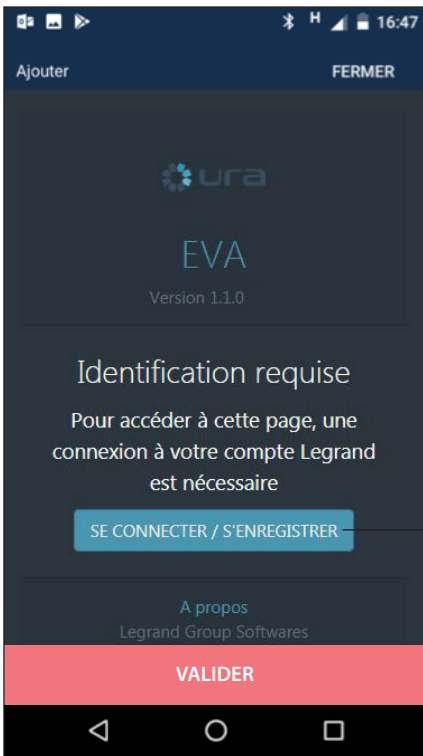 H 16:47
Ajouter FERMER
ura
EVA
Version 1.1.0
Identification requise
Pour accéder à cette page, une
connexion à votre compte Legrand
est nécessaire
SE CONNECTER / S'ENREGISTRER
A propos
Legrand Group Softwares
VALIDER